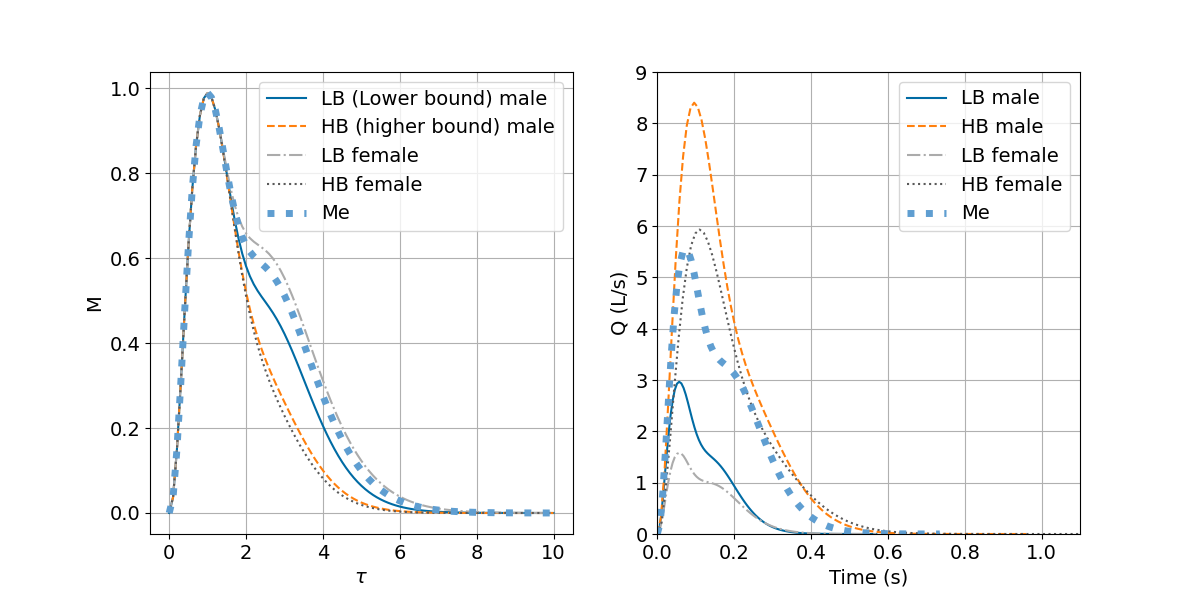 1.0
0.8
0.6
0.4
0.2
0.0
M
0 2 4 6 8 10
τ
LB (Lower bound) male
HB (higher bound) male
LB female
HB female
Me
9
8
7
6
5
4
3
2
1
0
Q (L/s)
0.0 0.2 0.4 0.6 0.8 1.0
Time (s)
LB male
HB male
LB female
HB female
Me